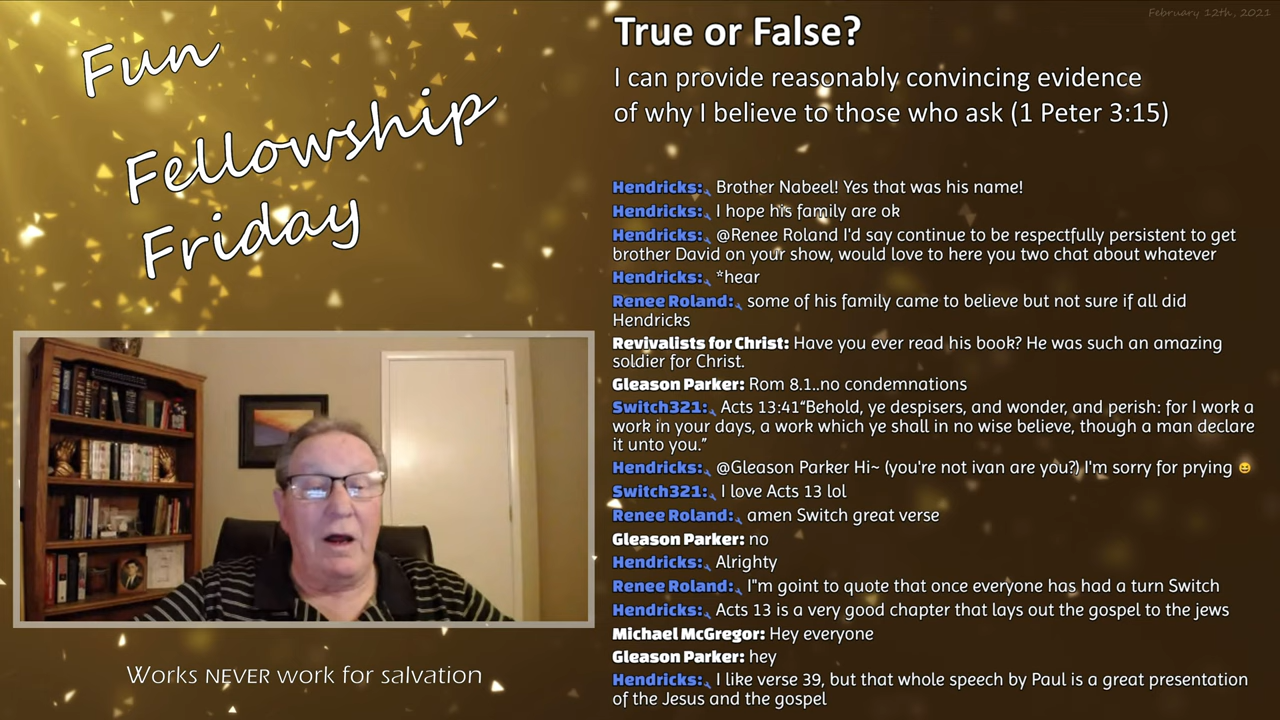 Fun
Fellowship
Friday
Works NEVER work for salvation
February 12th, 2021
True or False?
I can provide reasonably convincing evidence
of why I believe to those who ask (1 Peter 3:15)
Hendricks: Brother Nabeel! Yes that was his name!
Hendricks: I hope his family are ok
Hendricks: @Renee Roland I'd say continue to be respectfully persistent to get
brother David on your show, would love to here you two chat about whatever
Hendricks: *hear
Renee Roland: some of his family came to believe but not sure if all did
Hendricks
Revivalists for Christ: Have you ever read his book? He was such an amazing
soldier for Christ.
Gleason Parker: Rom 8.1..no condemnations
Switch321: Acts 13:41“Behold, ye despisers, and wonder, and perish: for I work a
work in your days, a work which ye shall in no wise believe, though a man declare
it unto you.”
Hendricks: @Gleason Parker Hi~ (you're not ivan are you?) I'm sorry for prying 😆
Switch321: I love Acts 13 lol
Renee Roland: amen Switch great verse
Gleason Parker: no
Hendricks: Alrighty
Renee Roland: I"m goint to quote that once everyone has had a turn Switch
Hendricks: Acts 13 is a very good chapter that lays out the gospel to the jews
Michael McGregor: Hey everyone
Gleason Parker: hey
Hendricks: I like verse 39, but that whole speech by Paul is a great presentation
of the Jesus and the gospel